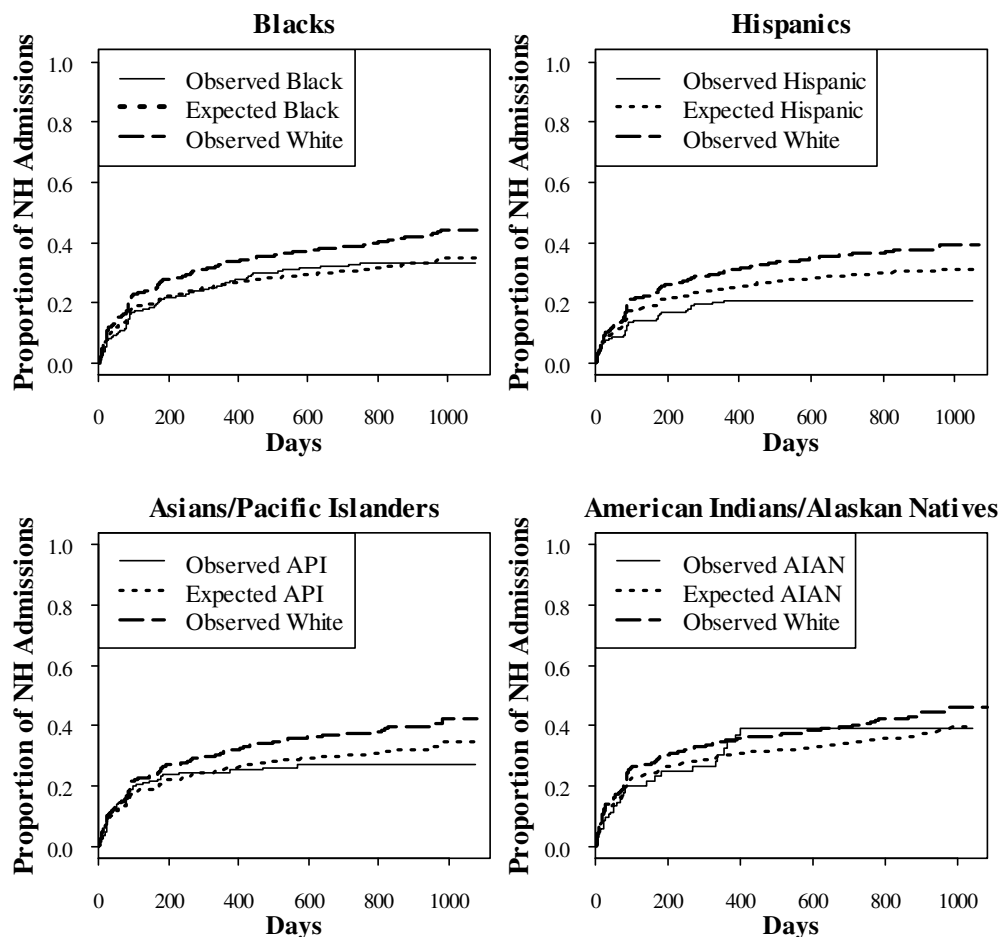 Blacks
Proportion of NH Admissions
1.0
0.8
0.6
0.4
0.2
0.0
Observed Black
Expected Black
Observed White
0 200 400 600 800 1000
Days
Hispanics
Proportion of NH Admissions
1.0
0.8
0.6
0.4
0.2
0.0
Observed Hispanic
Expected Hispanic
Observed White
0 200 400 600 800 1000
Days
Asians/Pacific Islanders
Proportion of NH Admissions
1.0
0.8
0.6
0.4
0.2
0.0
Observed API
Expected API
Observed White
0 200 400 600 800 1000
Days
American Indians/Alaskan Natives
Proportion of NH Admissions
1.0
0.8
0.6
0.4
0.2
0.0
Observed AIAN
Expected AIAN
Observed White
0 200 400 600 800 1000
Days